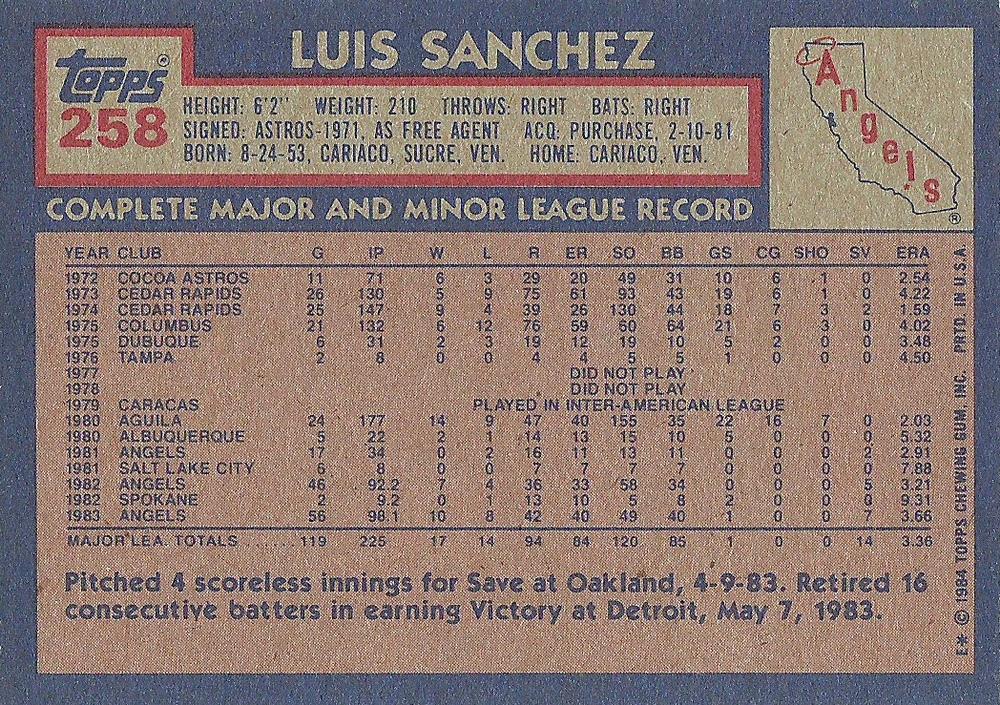 LUIS SANCHEZ
Topps®
258
HEIGHT: 6'2" WEIGHT: 210 THROWS: RIGHT BATS: RIGHT
SIGNED: ASTROS-1971, AS FREE AGENT ACQ: PURCHASE, 2-10-81
BORN: 8-24-53, CARIACO, SUCRE, VEN. HOME: CARIACO, VEN.
Angels
®
COMPLETE MAJOR AND MINOR LEAGUE RECORD
YEAR CLUB G IP W L R ER SO BB GS CG SHO SV ERA
1972 COCOA ASTROS 11 71 6 3 29 20 49 31 10 6 1 0 2.54
1973 CEDAR RAPIDS 26 130 5 9 75 61 93 43 19 6 1 0 4.22
1974 CEDAR RAPIDS 25 147 9 4 39 26 130 44 18 7 3 2 1.59
1975 COLUMBUS 21 132 6 12 76 59 60 64 21 6 3 0 4.02
1975 DUBUQUE 6 31 2 3 19 12 19 10 5 2 0 0 3.48
1976 TAMPA 2 8 0 0 4 4 5 5 1 0 0 0 4.50
1977 DID NOT PLAY
1978 DID NOT PLAY
1979 CARACAS PLAYED IN INTER-AMERICAN LEAGUE
1980 AGUILA 24 177 14 9 47 40 155 35 22 16 7 0 2.03
1980 ALBUQUERQUE 5 22 2 1 14 13 15 10 5 0 0 0 5.32
1981 ANGELS 17 34 0 2 16 11 13 11 0 0 0 2 2.91
1981 SALT LAKE CITY 6 8 0 0 7 7 7 7 0 0 0 0 7.88
1982 ANGELS 46 92.2 7 4 36 33 58 34 0 0 0 5 3.21
1982 SPOKANE 2 9.2 0 1 13 10 5 8 2 0 0 0 9.31
1983 ANGELS 56 98.1 10 8 42 40 49 40 1 0 0 7 3.66
MAJOR LEA. TOTALS ...... 119 225 17 14 94 84 120 85 1 0 0 14 3.36
Pitched 4 scoreless innings for Save at Oakland, 4-9-83. Retired 16
consecutive batters in earning Victory at Detroit, May 7, 1983.
E* © 1984 TOPPS CHEWING GUM, INC. PRTD. IN U.S.A.